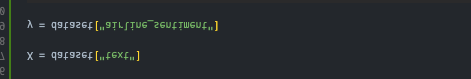 y = dataset["airline_sentiment"]
X = dataset["text"]